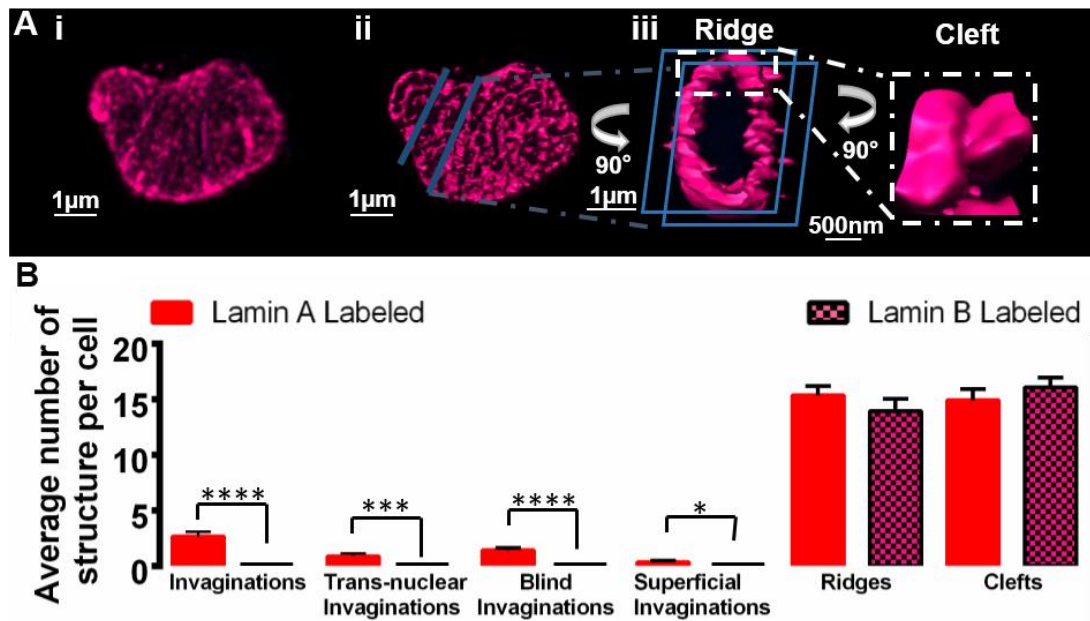 A
i
ii
iii
Ridge
Cleft
90°
90°
1µm
1µm
1µm
500nm
B
Lamin A Labeled
Lamin B Labeled
Average number of
structure per cell
20
15
10
5
0
****
***
****
*
Invaginations
Trans-nuclear
Invaginations
Blind
Invaginations
Superficial
Invaginations
Ridges
Clefts